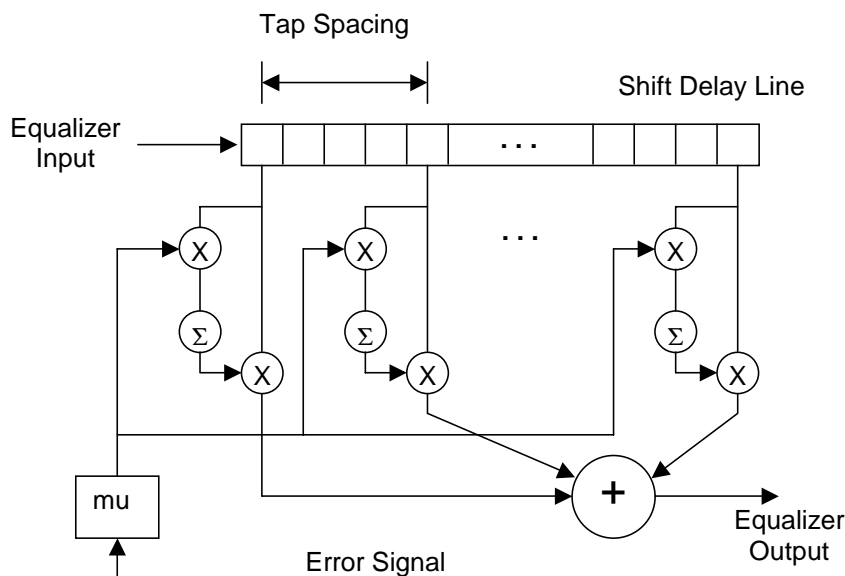 Tap Spacing
Shift Delay Line
Equalizer
Input
. . .
X
X
. . .
X
Σ
Σ
Σ
X
X
X
mu
+
Equalizer
Output
Error Signal